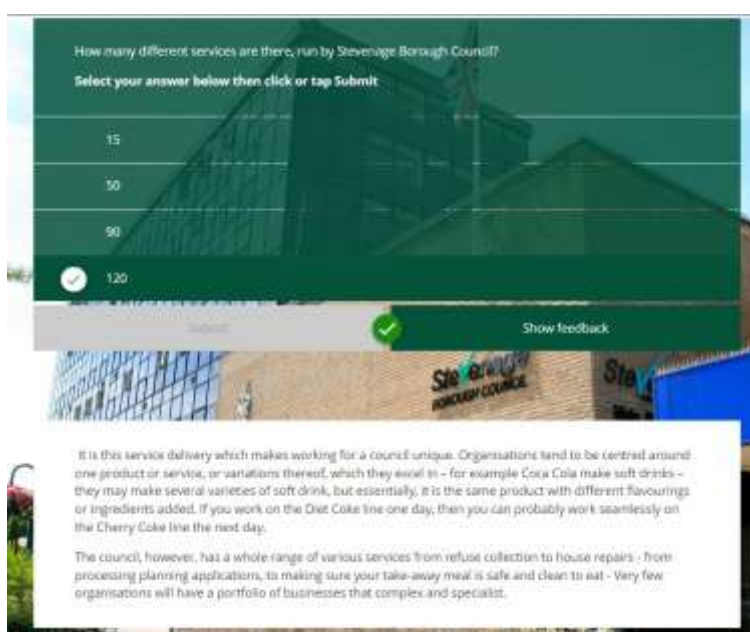 How many different services are there, run by Stevenage Borough Council?
Select your answer below then click or tap Submit
15
50
90
120
Submit
Show feedback
Stevenage
BOROUGH COUNCIL
Steve
It is this service delivery which makes working for a council unique. Organisations tend to be centred around
one product or service, or variations thereof, which they excel in – for example Coca Cola make soft drinks –
they may make several varieties of soft drink, but essentially, it is the same product with different flavourings
or ingredients added. If you work on the Diet Coke line one day, then you can probably work seamlessly on
the Cherry Coke line the next day.
The council, however, has a whole range of various services from refuse collection to house repairs - from
processing planning applications, to making sure your take-away meal is safe and clean to eat - Very few
organisations will have a portfolio of businesses that complex and specialist.